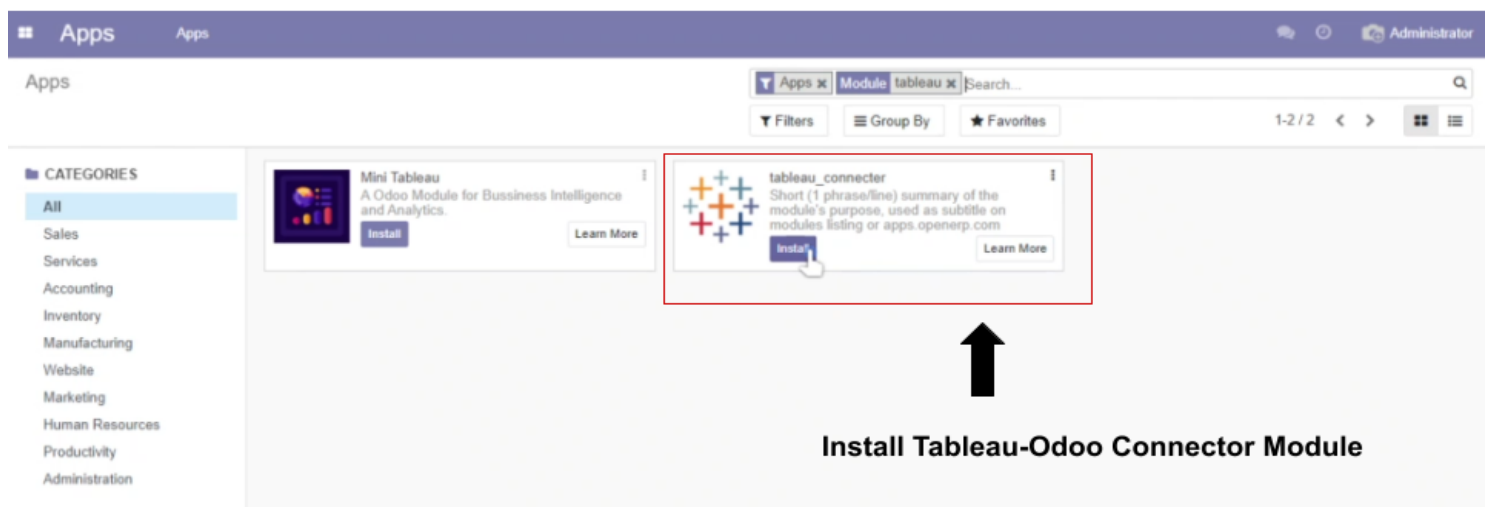 Apps Apps Administrator
Apps
Apps Module tableau Search...
Filters Group By Favorites 1-2 / 2
CATEGORIES
All
Sales
Services
Accounting
Inventory
Manufacturing
Website
Marketing
Human Resources
Productivity
Administration
Mini Tableau
A Odoo Module for Bussiness Intelligence
and Analytics.
Install Learn More
tableau_connecter
Short (1 phrase/line) summary of the
module's purpose, used as subtitle on
modules listing or apps.openerp.com
Install Learn More
Install Tableau-Odoo Connector Module